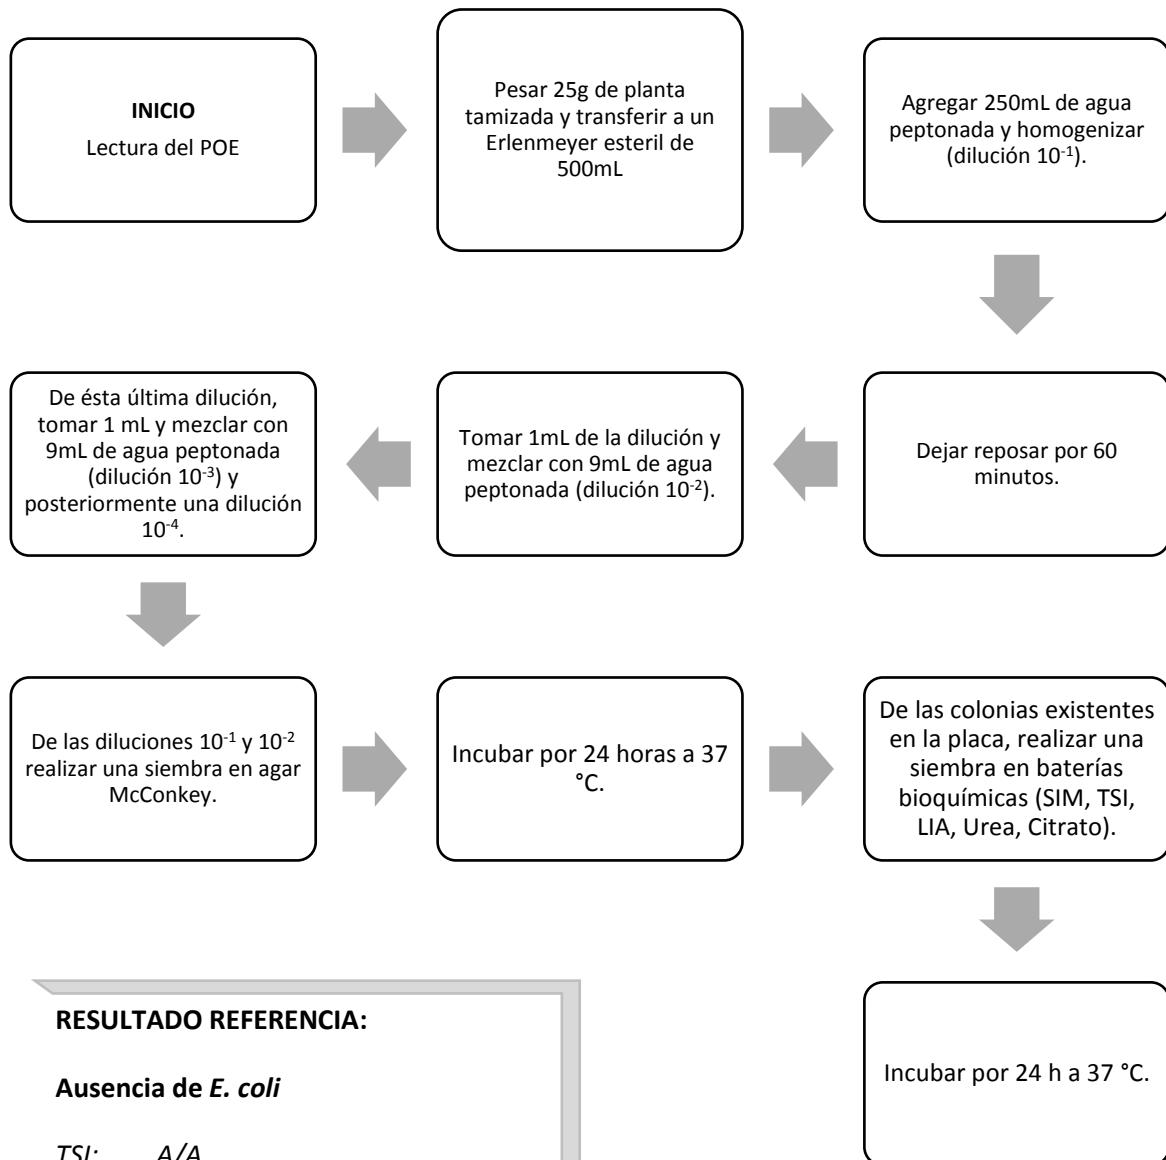 INICIO
Lectura del POE
Pesar 25g de planta
tamizada y transferir a un
Erlenmeyer esteril de
500mL
Agregar 250mL de agua
peptonada y homogenizar
(dilución 10⁻¹).
Dejar reposar por 60
minutos.
Tomar 1mL de la dilución y
mezclar con 9mL de agua
peptonada (dilución 10⁻²).
De ésta última dilución,
tomar 1 mL y mezclar con
9mL de agua peptonada
(dilución 10⁻³) y
posteriormente una dilución
10⁻⁴.
De las diluciones 10⁻¹ y 10⁻²
realizar una siembra en agar
McConkey.
Incubar por 24 horas a 37
°C.
De las colonias existentes
en la placa, realizar una
siembra en baterías
bioquímicas (SIM, TSI,
LIA, Urea, Citrato).
Incubar por 24 h a 37 °C.
RESULTADO REFERENCIA:
Ausencia de E. coli
TSI: A/A